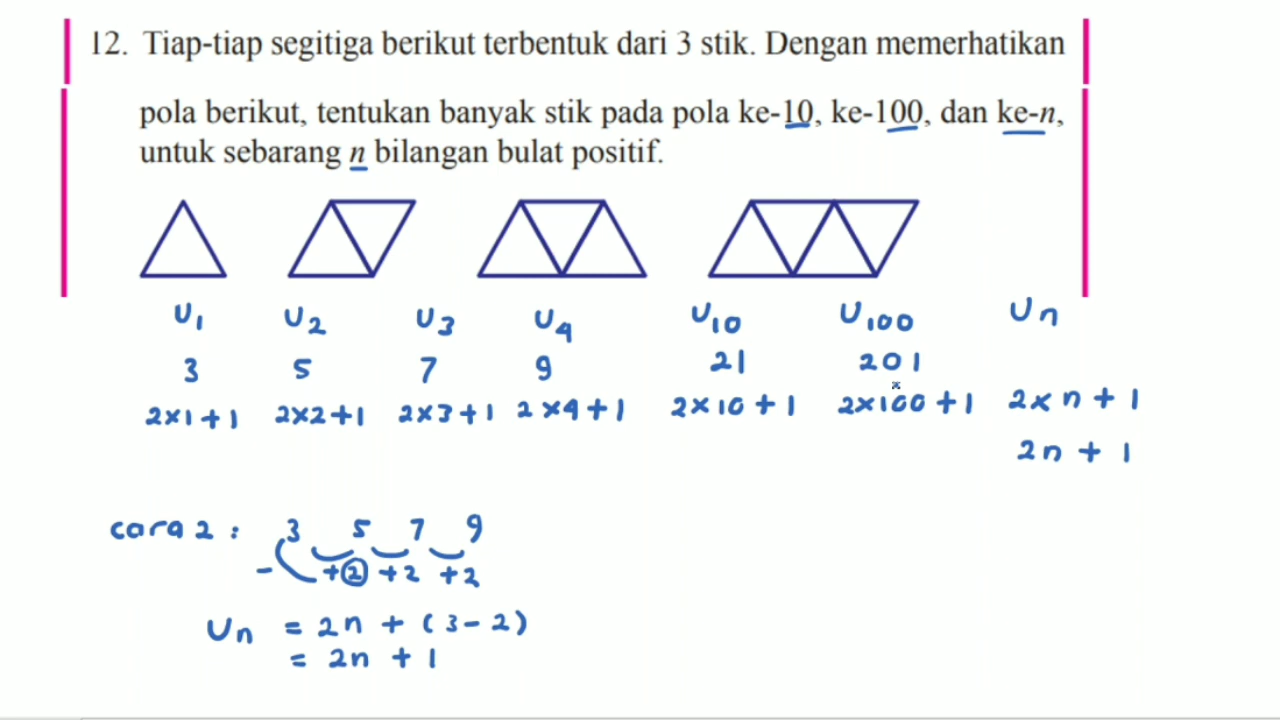 12. Tiap-tiap segitiga berikut terbentuk dari 3 stik. Dengan memerhatikan
pola berikut, tentukan banyak stik pada pola ke-10, ke-100, dan ke-n,
untuk sebarang n bilangan bulat positif.
U₁ U₂ U₃ U₄ U₁₀ U₁₀₀ Un
3 5 7 9 21 201
2×1+1 2×2+1 2×3+1 2×4+1 2×10+1 2×100+1 2×n+1
2n + 1
cara 2 : 3 5 7 9
- +2 +2 +2
Un = 2n + (3-2)
= 2n + 1